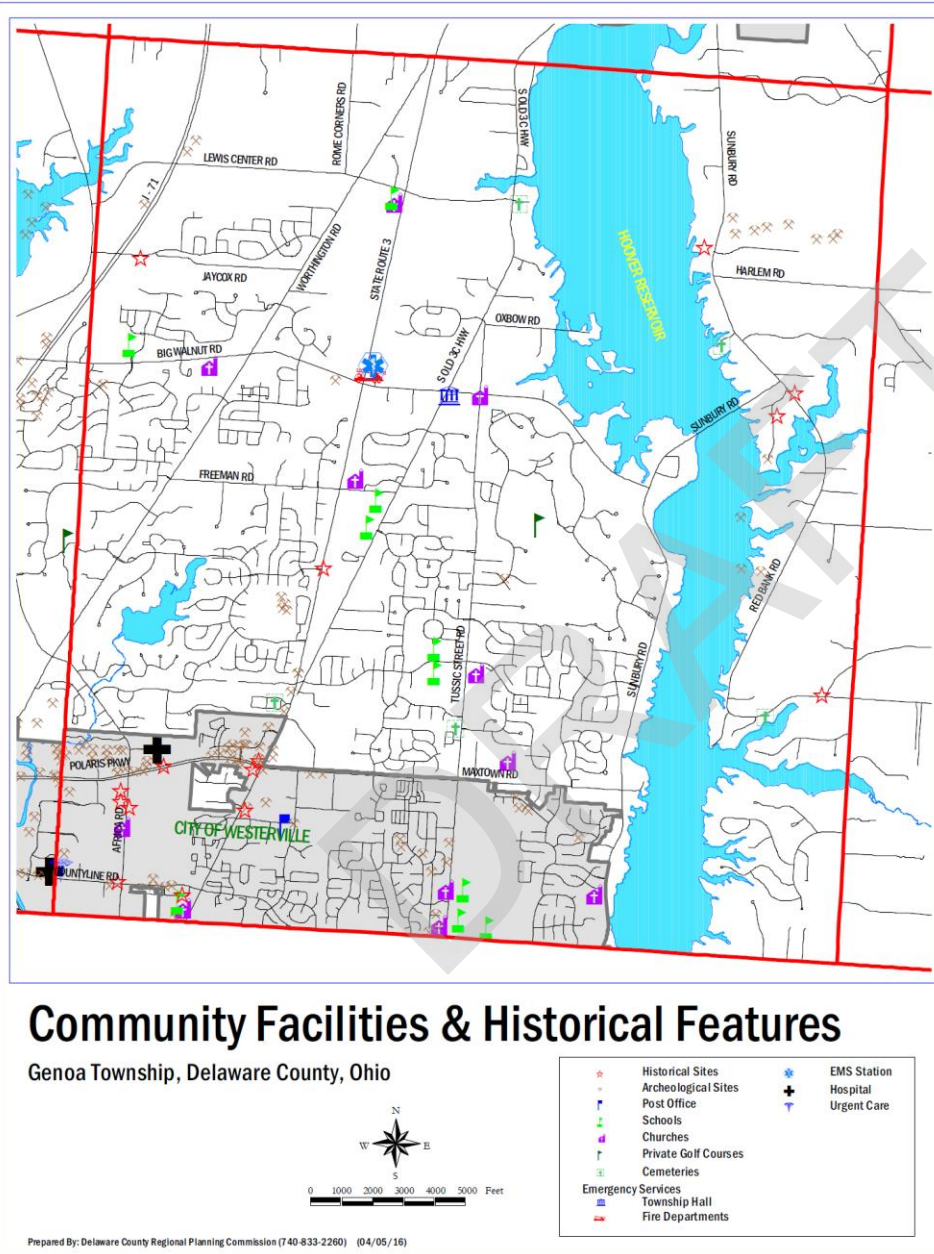 S OLD 3C HWY
ROME CORNERS RD
SUNBURY RD
LEWIS CENTER RD
I - 71
WORTHINGTON RD
HOOVER RESERVOIR
STATE ROUTE 3
HARLEM RD
JAYCOX RD
OXBOW RD
S OLD 3C HWY
BIG WALNUT RD
SUNBURY RD
FREEMAN RD
RED BANK RD
TUSSIC STREET RD
SUNBURY RD
DRAFT
POLARIS PKWY
MAXTOWN RD
AFRICA RD
CITY OF WESTERVILLE
OUNTYLINE RD
Community Facilities & Historical Features
Genoa Township, Delaware County, Ohio
N
W E
S
0 1000 2000 3000 4000 5000 Feet
Historical Sites
Archeological Sites
Post Office
Schools
Churches
Private Golf Courses
Cemeteries
Emergency Services
Township Hall
Fire Departments
EMS Station
Hospital
Urgent Care
Prepared By: Delaware County Regional Planning Commission (740-833-2260) (04/05/16)